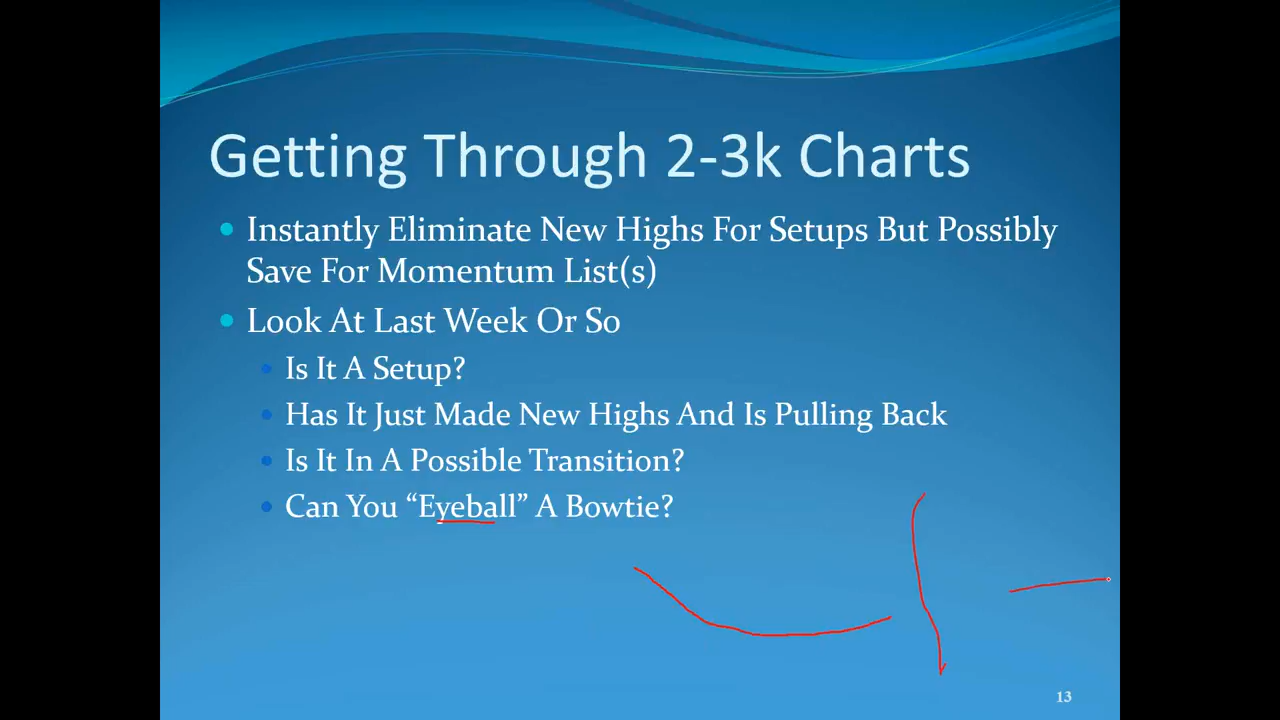 Getting Through 2-3k Charts
Instantly Eliminate New Highs For Setups But Possibly
Save For Momentum List(s)
Look At Last Week Or So
Is It A Setup?
Has It Just Made New Highs And Is Pulling Back
Is It In A Possible Transition?
Can You “Eyeball” A Bowtie?
13